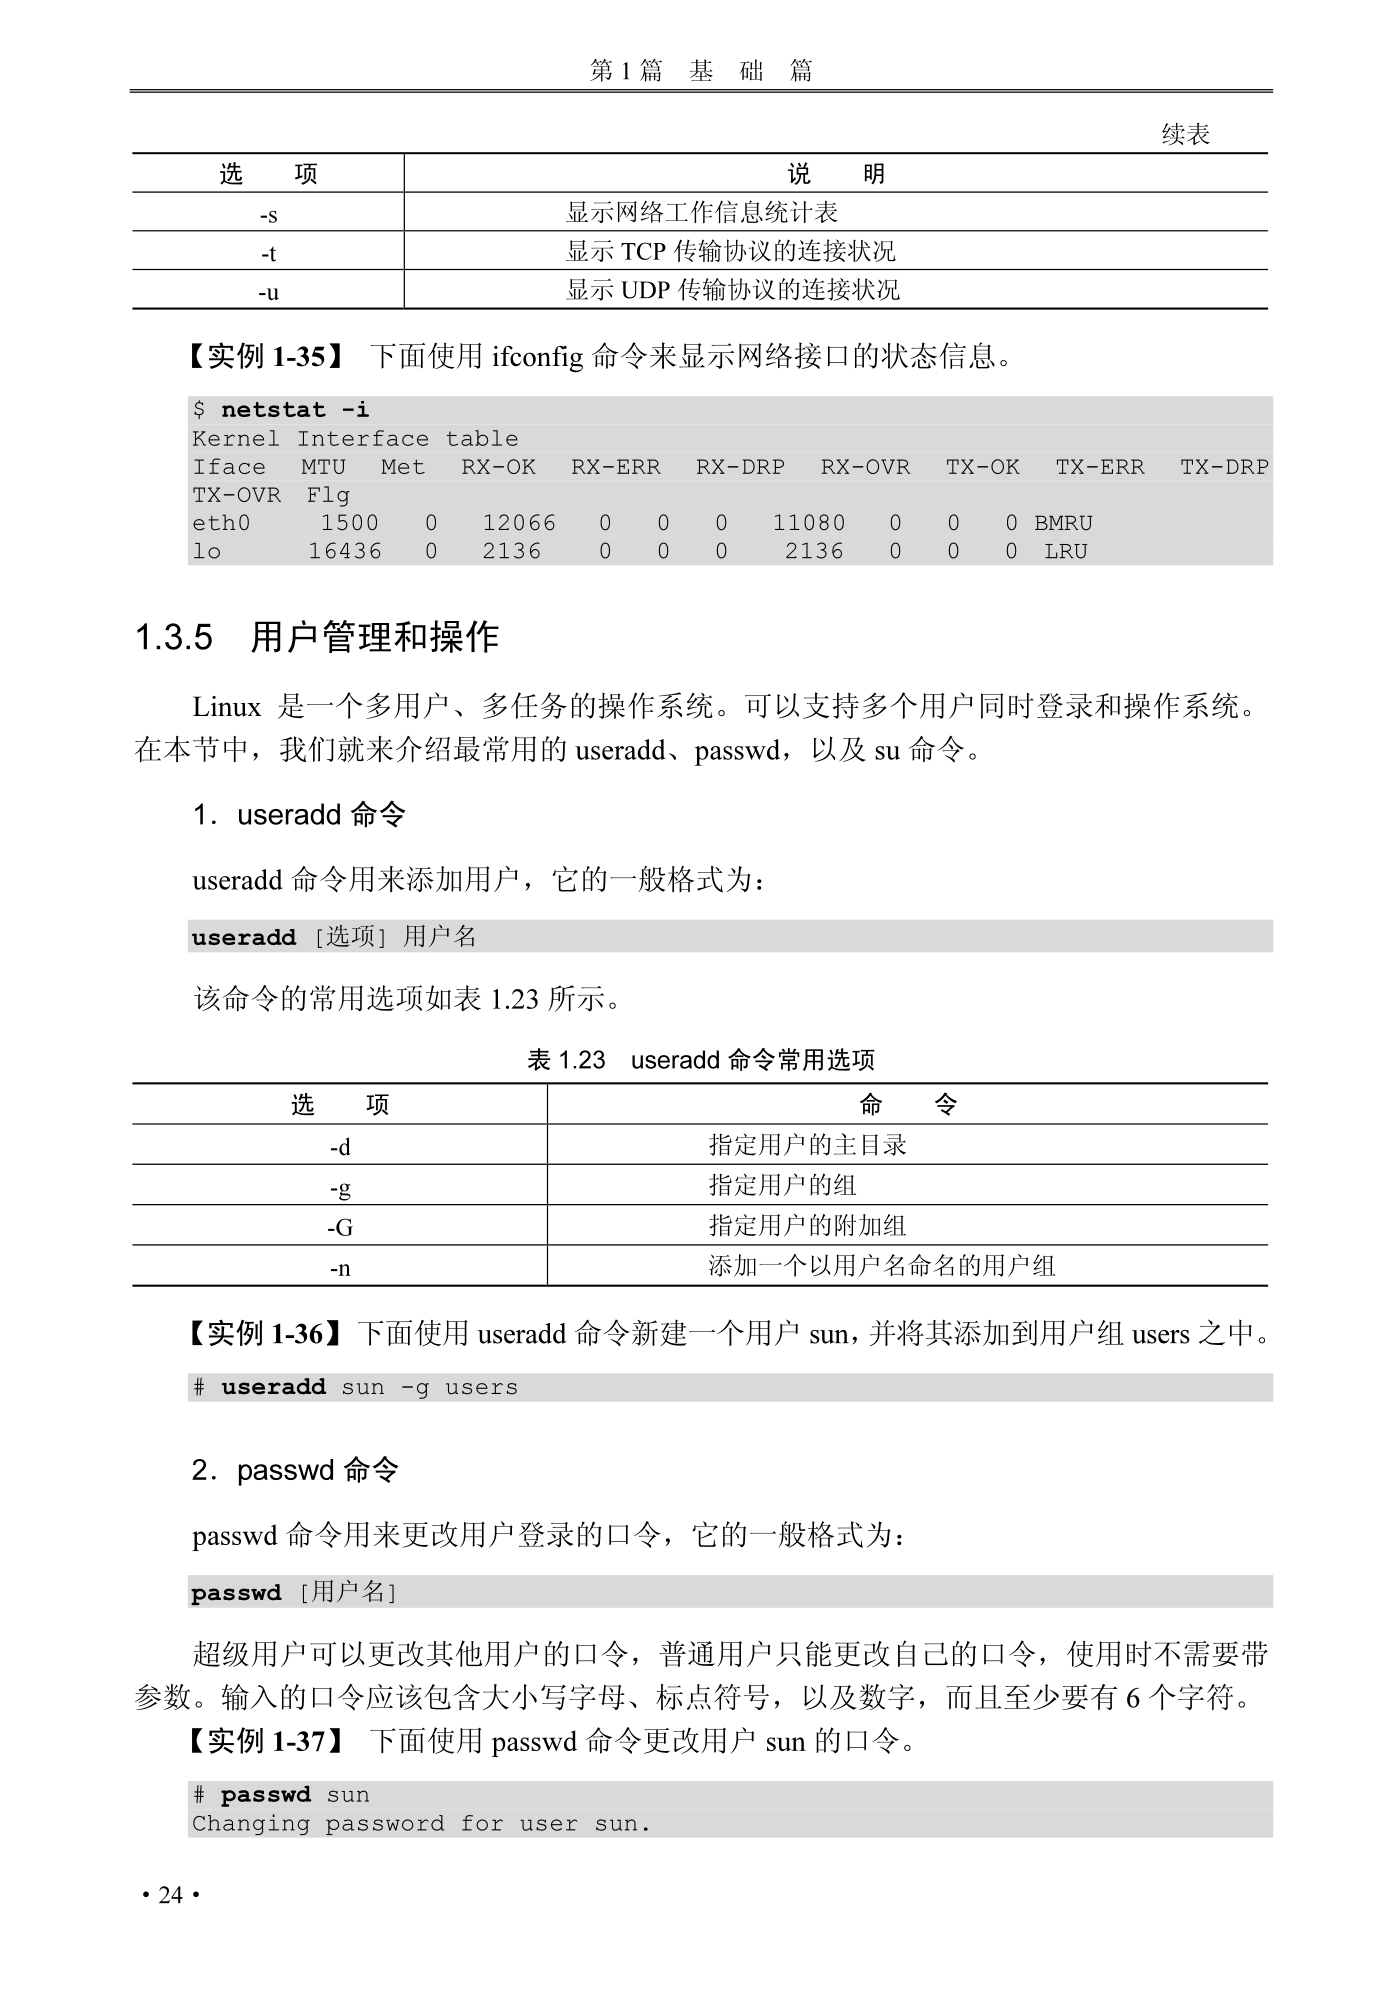 第 1 篇 基 础 篇
续表
选 项 说 明
-s 显示网络工作信息统计表
-t 显示 TCP 传输协议的连接状况
-u 显示 UDP 传输协议的连接状况
【实例 1-35】 下面使用 ifconfig 命令来显示网络接口的状态信息。
$ netstat -i
Kernel Interface table
Iface MTU Met RX-OK RX-ERR RX-DRP RX-OVR TX-OK TX-ERR TX-DRP
TX-OVR Flg
eth0 1500 0 12066 0 0 0 11080 0 0 0 BMRU
lo 16436 0 2136 0 0 0 2136 0 0 0 LRU
1.3.5 用户管理和操作
Linux 是一个多用户、多任务的操作系统。可以支持多个用户同时登录和操作系统。
在本节中，我们就来介绍最常用的 useradd、passwd，以及 su 命令。
1．useradd 命令
useradd 命令用来添加用户，它的一般格式为：
useradd [选项] 用户名
该命令的常用选项如表 1.23 所示。
表 1.23 useradd 命令常用选项
选 项 命 令
-d 指定用户的主目录
-g 指定用户的组
-G 指定用户的附加组
-n 添加一个以用户名命名的用户组
【实例 1-36】下面使用 useradd 命令新建一个用户 sun，并将其添加到用户组 users 之中。
# useradd sun -g users
2．passwd 命令
passwd 命令用来更改用户登录的口令，它的一般格式为：
passwd [用户名]
超级用户可以更改其他用户的口令，普通用户只能更改自己的口令，使用时不需要带
参数。输入的口令应该包含大小写字母、标点符号，以及数字，而且至少要有 6 个字符。
【实例 1-37】 下面使用 passwd 命令更改用户 sun 的口令。
# passwd sun
Changing password for user sun.
·24·